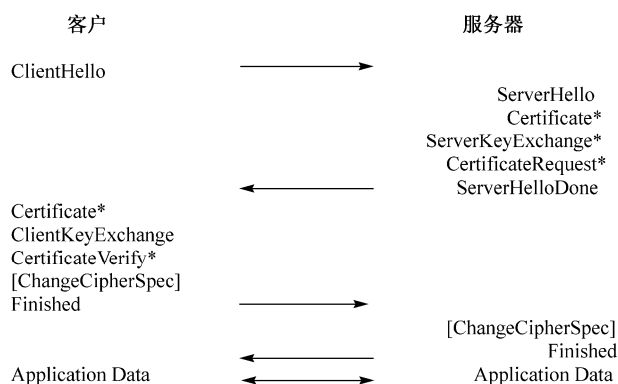 客户 服务器
ClientHello
ServerHello
Certificate*
ServerKeyExchange*
CertificateRequest*
ServerHelloDone
Certificate*
ClientKeyExchange
CertificateVerify*
[ChangeCipherSpec]
Finished
[ChangeCipherSpec]
Finished
Application Data Application Data